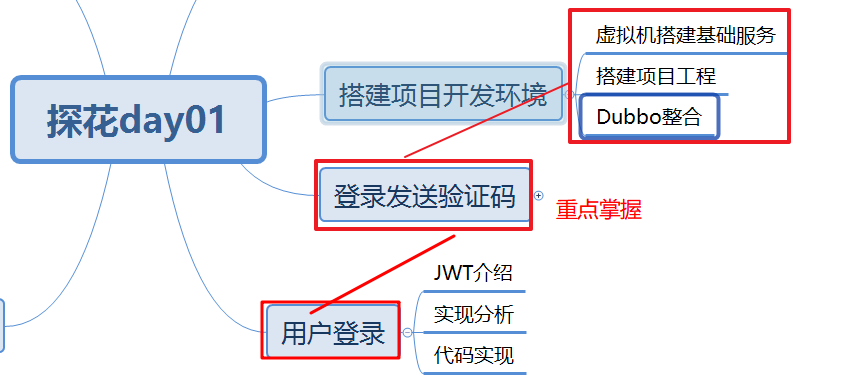 探花day01
搭建项目开发环境
虚拟机搭建基础服务
搭建项目工程
Dubbo整合
登录发送验证码
重点掌握
用户登录
JWT介绍
实现分析
代码实现